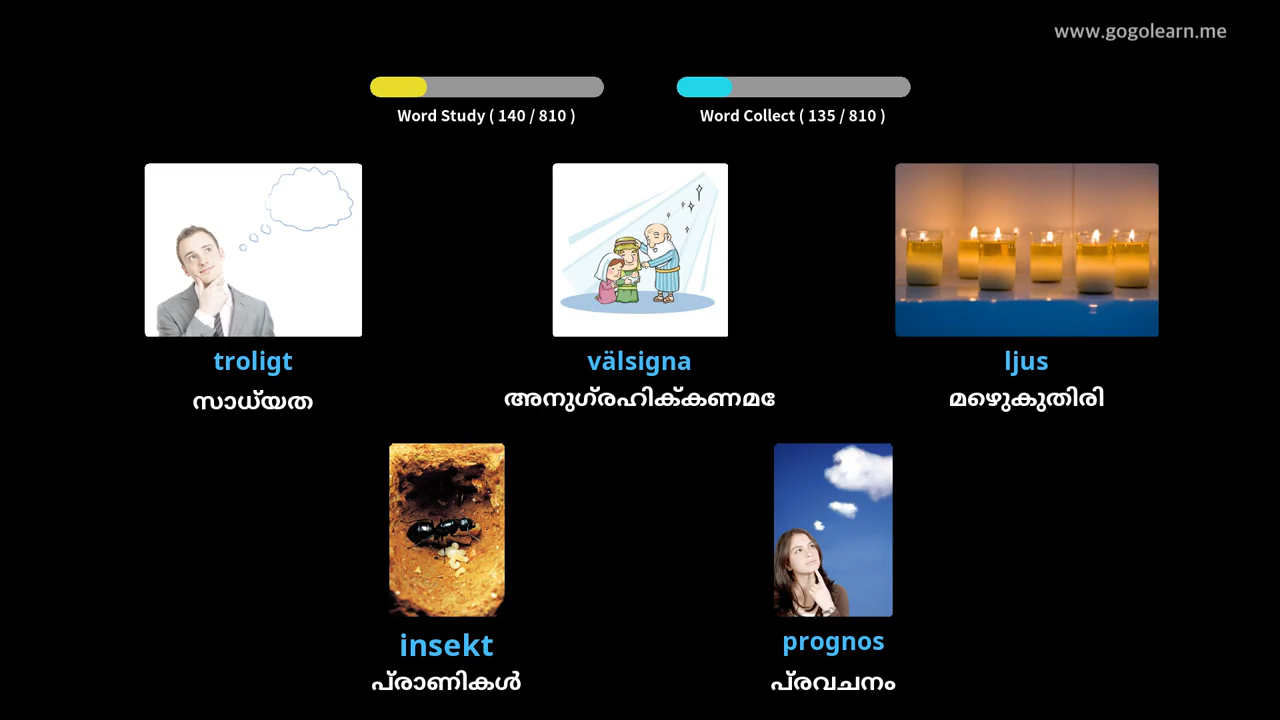 www.gogolearn.me
Word Study ( 140 / 810 )
Word Collect ( 135 / 810 )
troligt
സാധ്യത
välsigna
അനുഗ്രഹിക്കണമേ
ljus
മെഴുകുതിരി
insekt
പ്രാണികൾ
prognos
പ്രവചനം